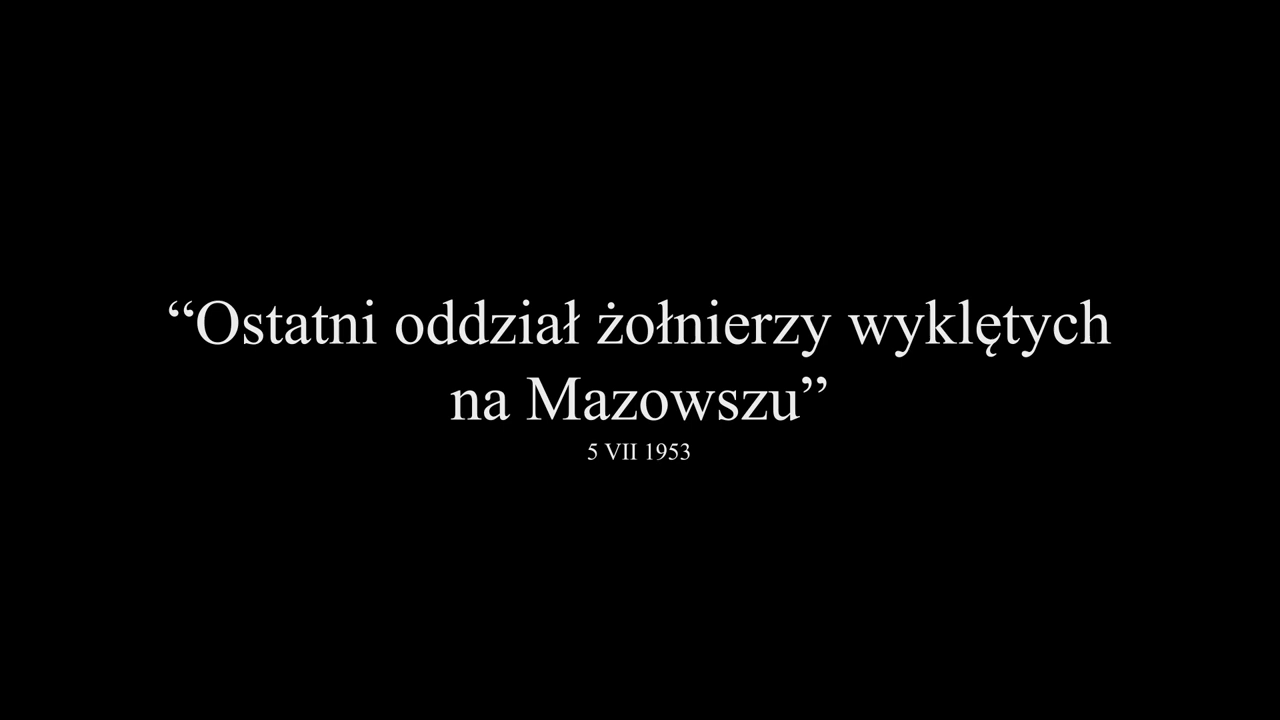 “Ostatni oddział żołnierzy wyklętych
na Mazowszu”
5 VII 1953